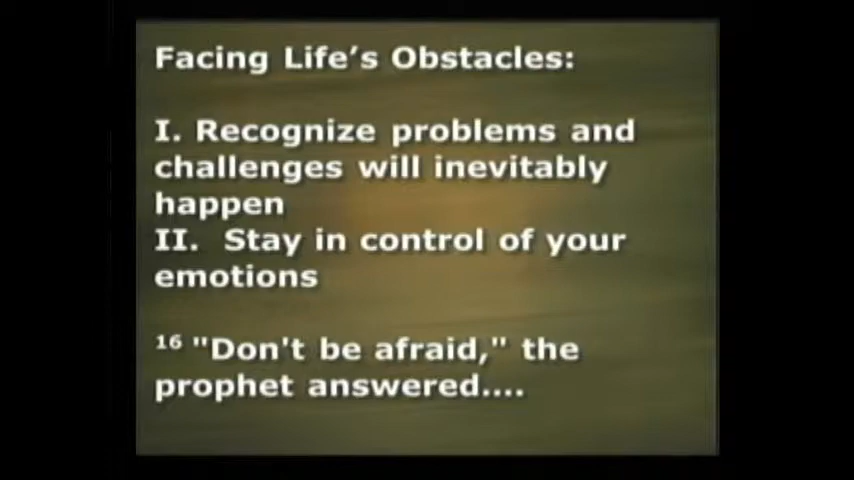 Facing Life’s Obstacles:
I. Recognize problems and
challenges will inevitably
happen
II.  Stay in control of your
emotions
16 "Don't be afraid," the
prophet answered....